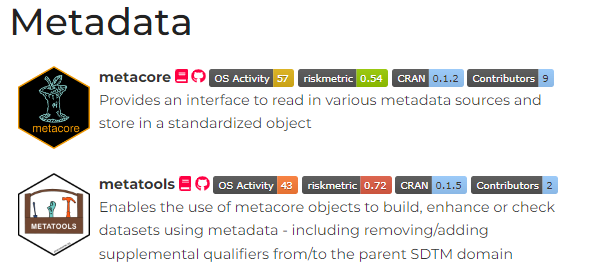 Metadata
metacore OS Activity 57 riskmetric 0.54 CRAN 0.1.2 Contributors 9
Provides an interface to read in various metadata sources and
store in a standardized object
metacore
metatools OS Activity 43 riskmetric 0.72 CRAN 0.1.5 Contributors 2
Enables the use of metacore objects to build, enhance or check
datasets using metadata - including removing/adding
supplemental qualifiers from/to the parent SDTM domain
METATOOLS